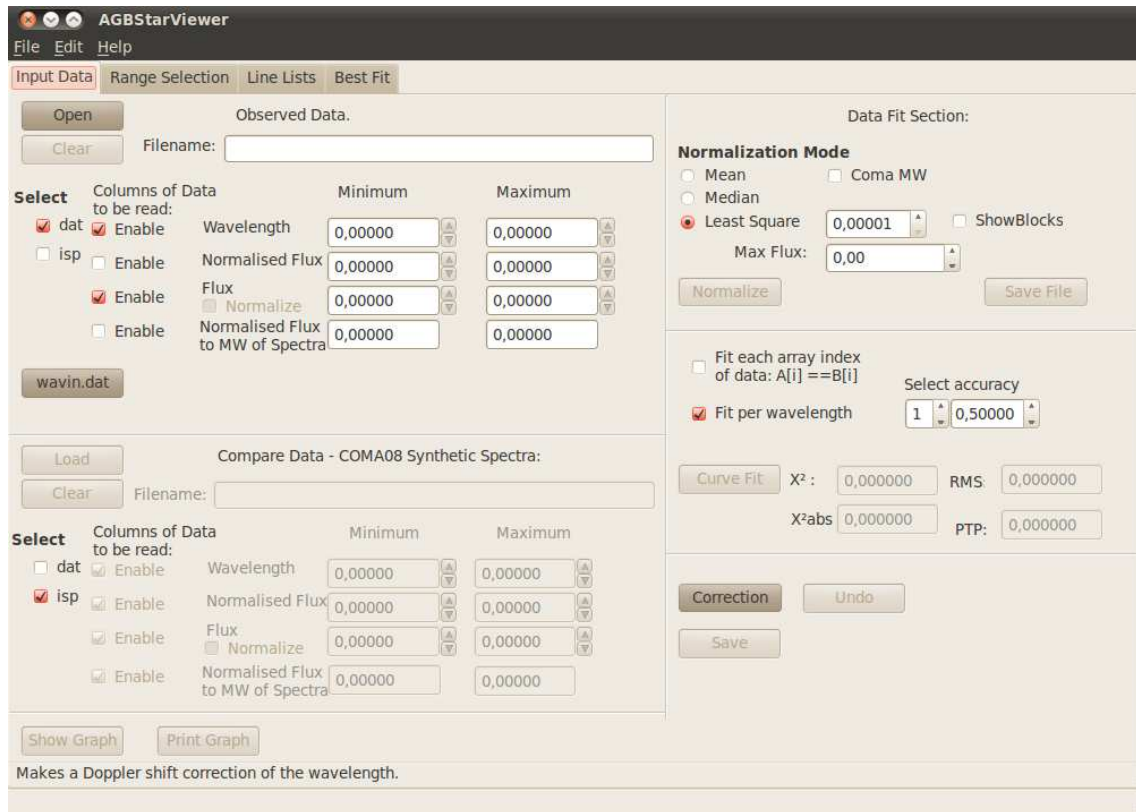 AGBStarViewer
File Edit Help
Input Data Range Selection Line Lists Best Fit
Open Observed Data.
Clear Filename:
Select Columns of Data to be read: Minimum Maximum
dat Enable Wavelength 0,00000 0,00000
isp Enable Normalised Flux 0,00000 0,00000
Enable Flux 0,00000 0,00000
Normalize
Enable Normalised Flux to MW of Spectra 0,00000 0,00000
wavin.dat
Load Compare Data - COMA08 Synthetic Spectra:
Clear Filename:
Select Columns of Data to be read: Minimum Maximum
dat Enable Wavelength 0,00000 0,00000
isp Enable Normalised Flux 0,00000 0,00000
Enable Flux 0,00000 0,00000
Normalize
Enable Normalised Flux to MW of Spectra 0,00000 0,00000
Show Graph Print Graph
Data Fit Section:
Normalization Mode
Mean Coma MW
Median
Least Square 0,00001 ShowBlocks
Max Flux: 0,00
Normalize Save File
Fit each array index
of data: A[i] ==B[i]
Select accuracy
Fit per wavelength 1 0,50000
Curve Fit X² : 0,000000 RMS 0,000000
X²abs 0,000000 PTP: 0,000000
Correction Undo
Save
Makes a Doppler shift correction of the wavelength.